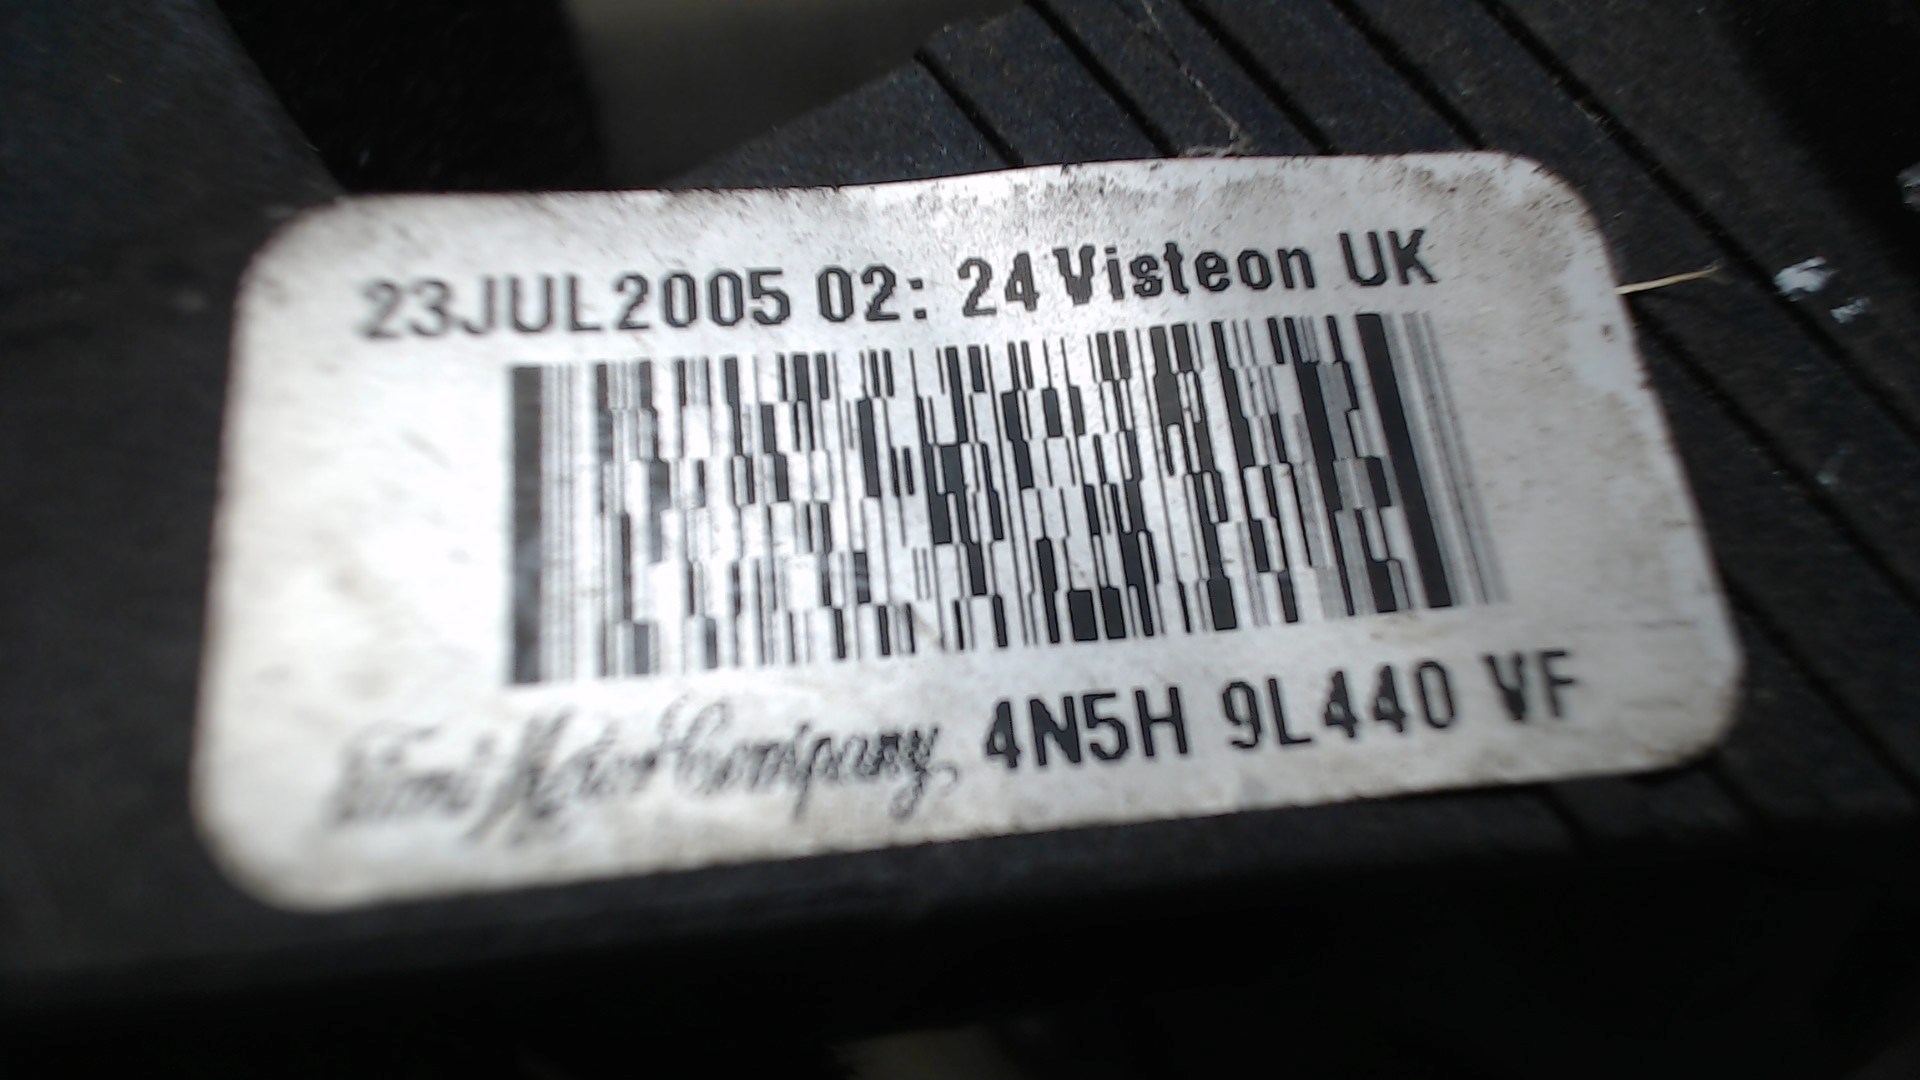 23JUL2005 02: 24 Visteon UK
Ford Motor Company, 4N5H 9L440 VF